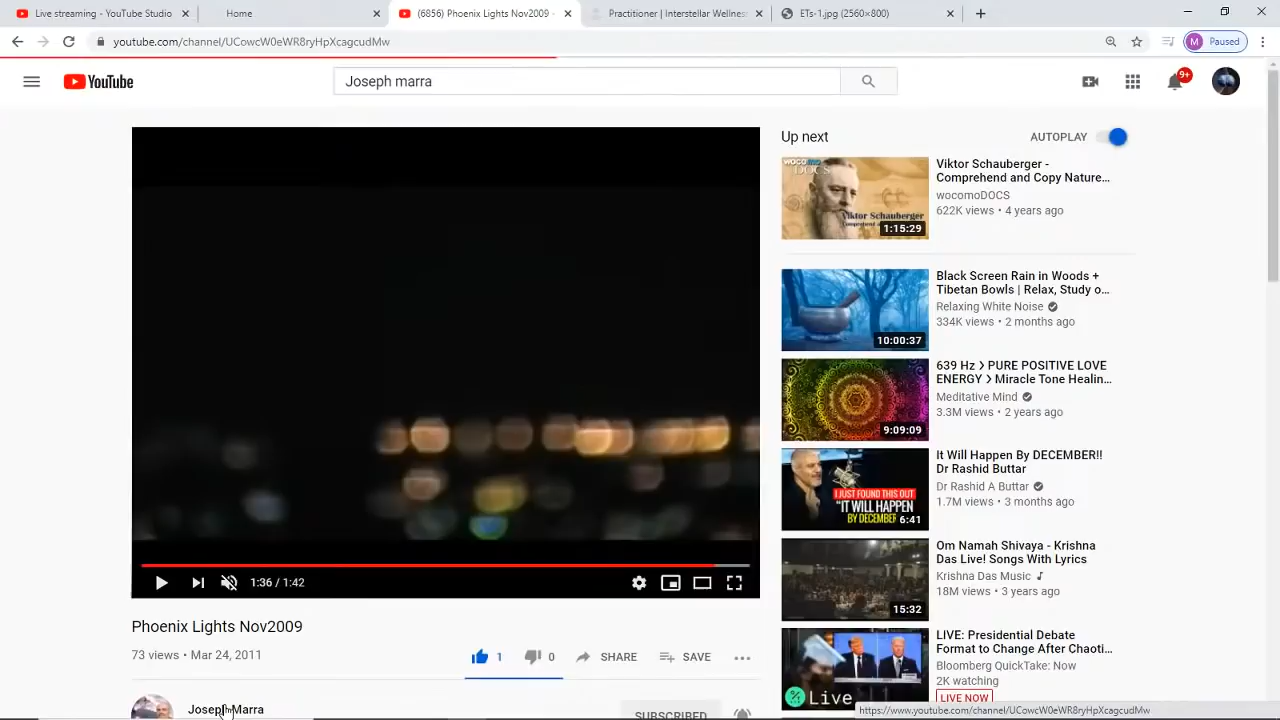 Live streaming - YouTube Studio
Home
(6856) Phoenix Lights Nov2009 -
Practitioner | Interstellar Wellnes
ETs-1.jpg (2560×800)
youtube.com/channel/UCowcW0eWR8ryHpXcagcudMw
M Paused
YouTube
Joseph marra
9+
Up next
AUTOPLAY
wocomo
DOCS
Viktor Schauberger
Comprehend and Copy Nature
1:15:29
Viktor Schauberger -
Comprehend and Copy Nature...
wocomoDOCS
622K views • 4 years ago
10:00:37
Black Screen Rain in Woods +
Tibetan Bowls | Relax, Study o...
Relaxing White Noise
334K views • 2 months ago
9:09:09
639 Hz ❯ PURE POSITIVE LOVE
ENERGY ❯ Miracle Tone Healin...
Meditative Mind
3.3M views • 2 years ago
I JUST FOUND THIS OUT
"IT WILL HAPPEN
BY DECEMBER
6:41
It Will Happen By DECEMBER!!
Dr Rashid Buttar
Dr Rashid A Buttar
1.7M views • 3 months ago
15:32
Om Namah Shivaya - Krishna
Das Live! Songs With Lyrics
Krishna Das Music
18M views • 3 years ago
Live
LIVE: Presidential Debate
Format to Change After Chaoti...
Bloomberg QuickTake: Now
2K watching
LIVE NOW
1:36 / 1:42
Phoenix Lights Nov2009
73 views • Mar 24, 2011
1
0
SHARE
SAVE
Joseph Marra
SUBSCRIBED
https://www.youtube.com/channel/UCowcW0eWR8ryHpXcagcudMw